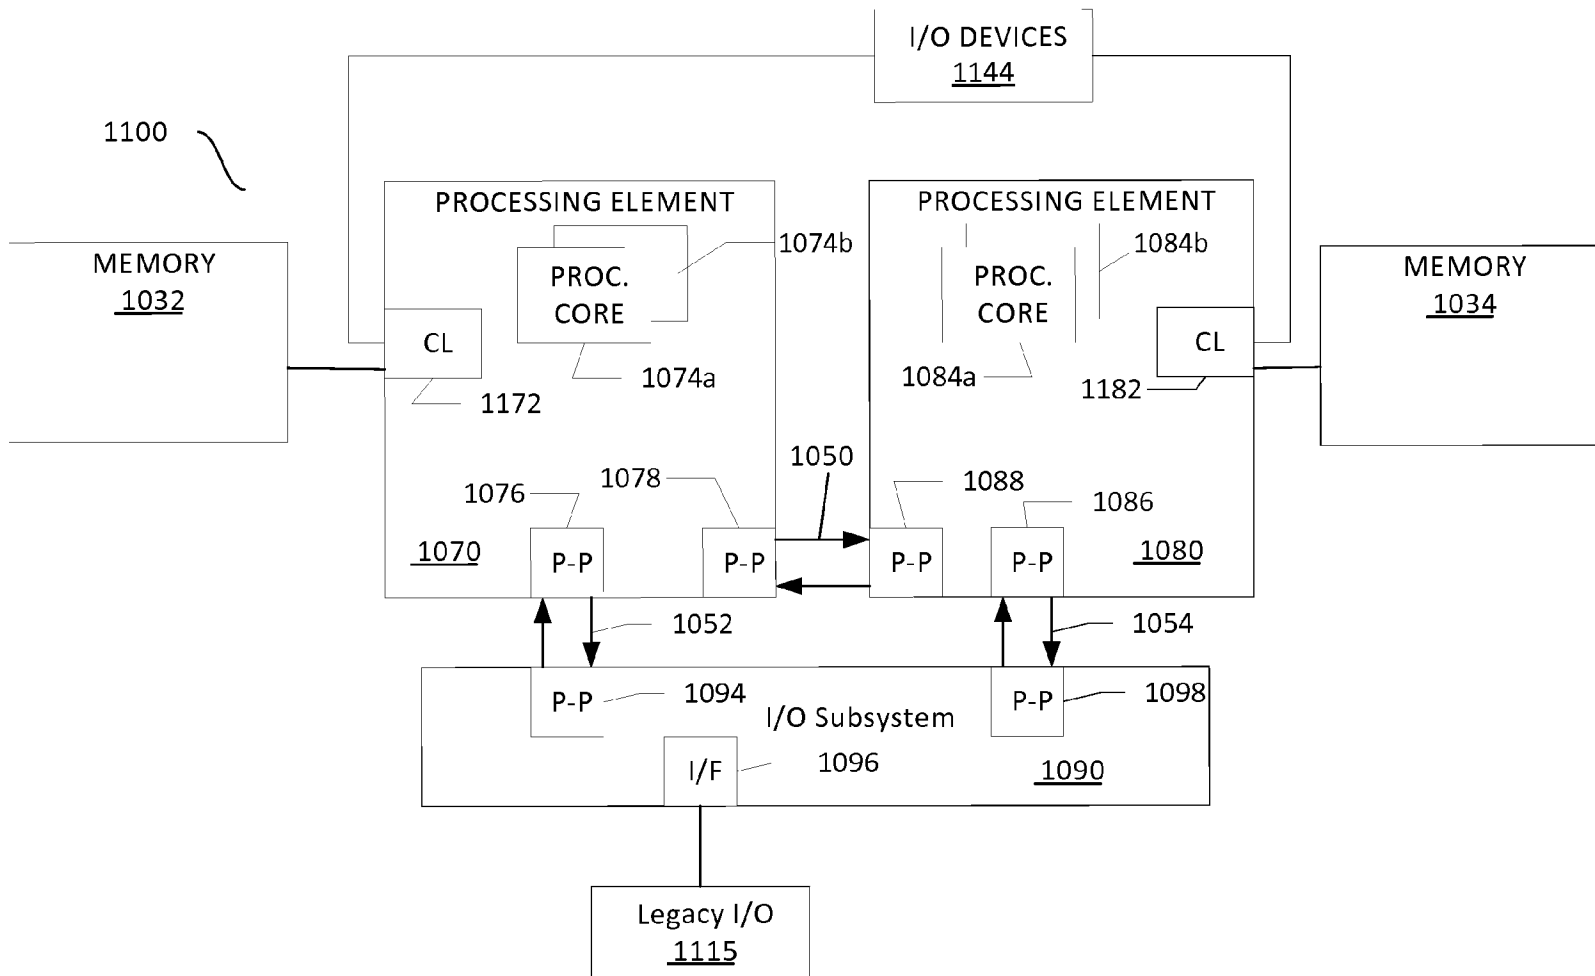 I/O DEVICES
1144
1100
PROCESSING ELEMENT
PROCESSING ELEMENT
MEMORY
1032
PROC.
CORE
1074b
PROC.
CORE
1084b
MEMORY
1034
CL
CL
1074a
1084a
1172
1182
1050
1076
1078
1088
1086
1070
P-P
P-P
P-P
P-P
1080
1052
1054
P-P
1094
I/O Subsystem
P-P
1098
I/F
1096
1090
Legacy I/O
1115